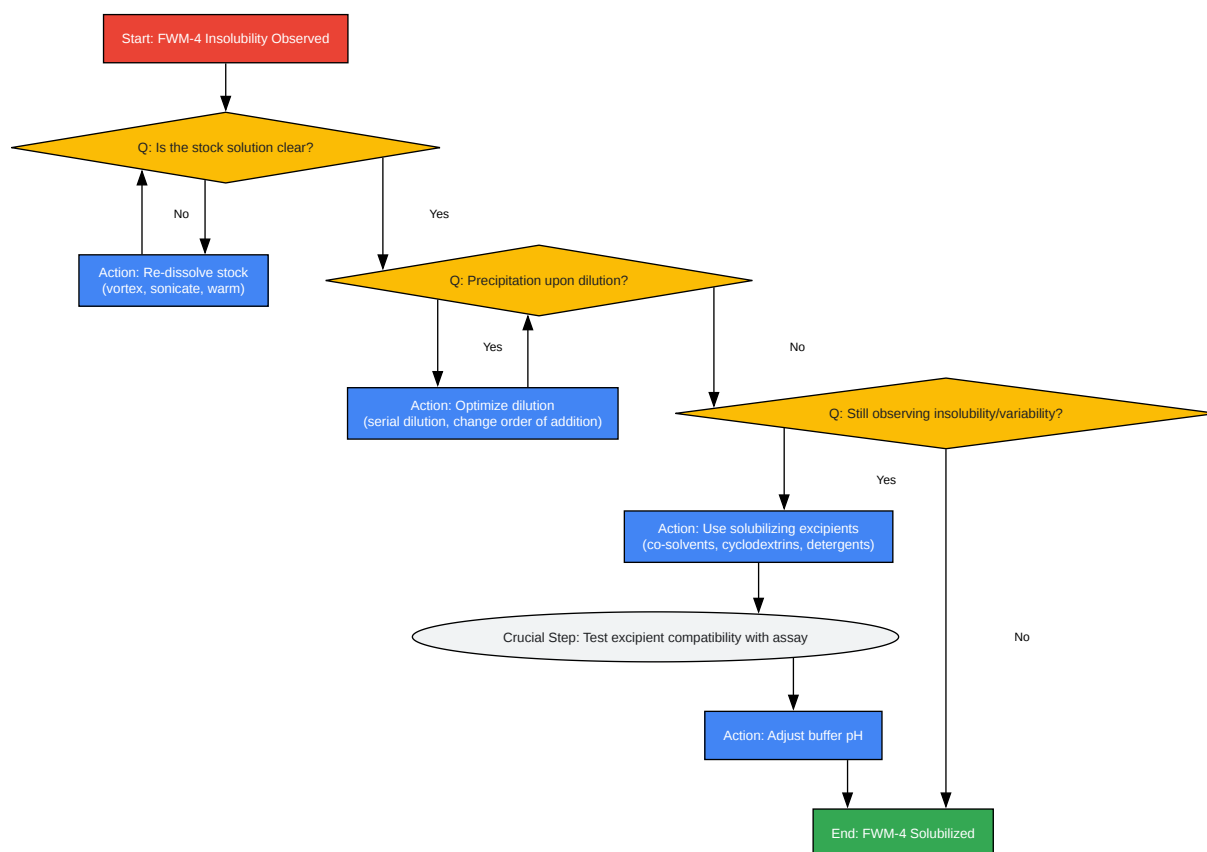 Start: FWM-4 Insolubility Observed
Q: Is the stock solution clear?
No
Yes
Action: Re-dissolve stock
(vortex, sonicate, warm)
Q: Precipitation upon dilution?
Yes
No
Action: Optimize dilution
(serial dilution, change order of addition)
Q: Still observing insolubility/variability?
Yes
Action: Use solubilizing excipients
(co-solvents, cyclodextrins, detergents)
Crucial Step: Test excipient compatibility with assay
No
Action: Adjust buffer pH
End: FWM-4 Solubilized